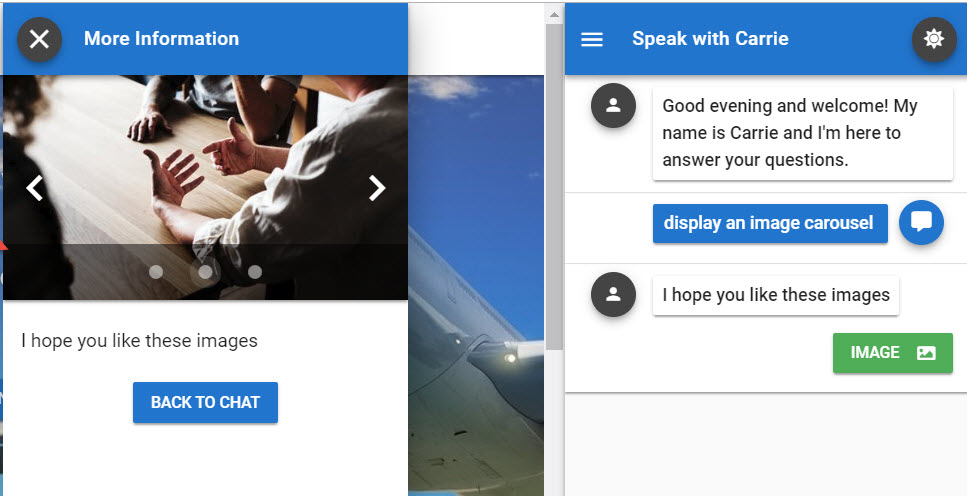 More Information
I hope you like these images
BACK TO CHAT
Speak with Carrie
Good evening and welcome! My
name is Carrie and I'm here to
answer your questions.
display an image carousel
I hope you like these images
IMAGE